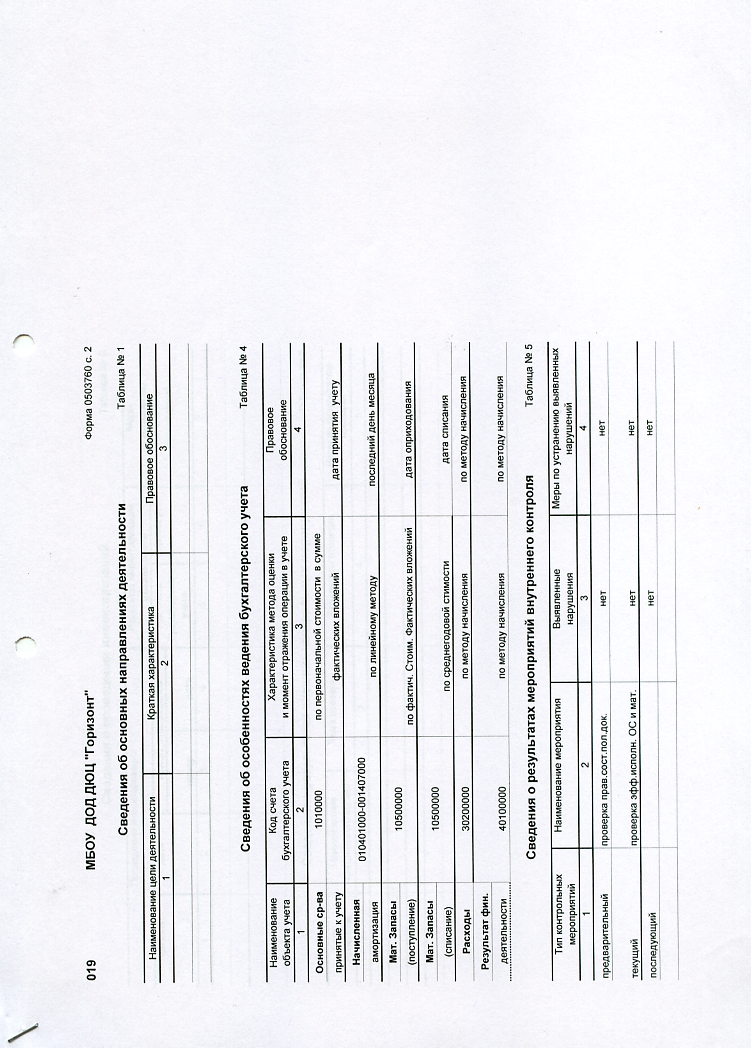 019 МБОУ ДОД ДЮЦ "Горизонт" Форма 0503760 с. 2
Сведения об основных направлениях деятельности Таблица № 1
Наименование цели деятельности Краткая характеристика Правовое обоснование
1 2 3
Сведения об особенностях ведения бухгалтерского учета Таблица № 4
Наименование Код счета Характеристика метода оценки Правовое
объекта учета бухгалтерского учета и момент отражения операции в учете обоснование
1 2 3 4
Основные ср-ва 1010000 по первоначальной стоимости в сумме
принятые к учету фактических вложений дата принятия учету
Начисленная 010401000-001407000
амортизация по линейному методу последний день месяца
Мат. Запасы 10500000
(поступление) по фактич. Стоим. Фактических вложений дата оприходования
Мат. Запасы 10500000
(списание) по среднегодовой стимости дата списания
Расходы 30200000 по методу начисления по методу начисления
Результат фин.
деятельности 40100000 по методу начисления по методу начисления
Сведения о результатах мероприятий внутреннего контроля Таблица № 5
Тип контрольных Наименование мероприятия Выявленные Меры по устранению выявленных
мероприятий нарушения нарушений
1 2 3 4
предварительный проверка прав.сост.пол.док. нет нет
текущий проверка эфф.исполн. ОС и мат. нет нет
последующий нет нет